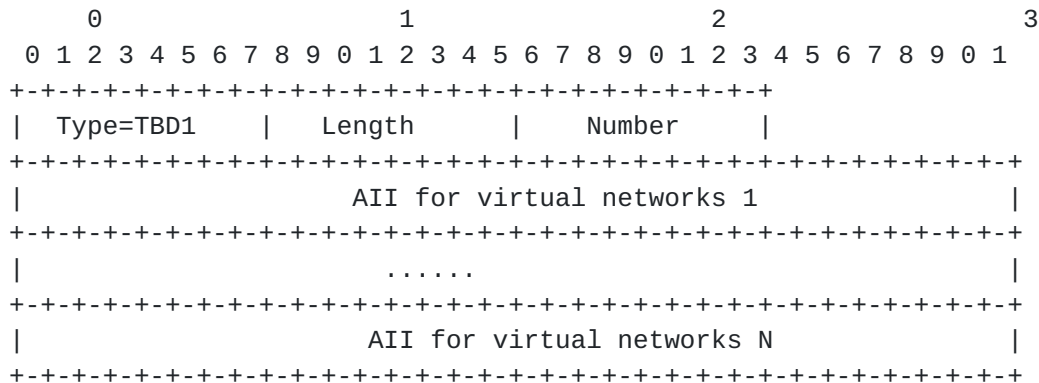 0 1 2 3
0 1 2 3 4 5 6 7 8 9 0 1 2 3 4 5 6 7 8 9 0 1 2 3 4 5 6 7 8 9 0 1
+-+-+-+-+-+-+-+-+-+-+-+-+-+-+-+-+-+-+-+-+-+-+-+-+
| Type=TBD1 | Length | Number |
+-+-+-+-+-+-+-+-+-+-+-+-+-+-+-+-+-+-+-+-+-+-+-+-+-+-+-+-+-+-+-+-+
| AII for virtual networks 1 |
+-+-+-+-+-+-+-+-+-+-+-+-+-+-+-+-+-+-+-+-+-+-+-+-+-+-+-+-+-+-+-+-+
| ...... |
+-+-+-+-+-+-+-+-+-+-+-+-+-+-+-+-+-+-+-+-+-+-+-+-+-+-+-+-+-+-+-+-+
| AII for virtual networks N |
+-+-+-+-+-+-+-+-+-+-+-+-+-+-+-+-+-+-+-+-+-+-+-+-+-+-+-+-+-+-+-+-+